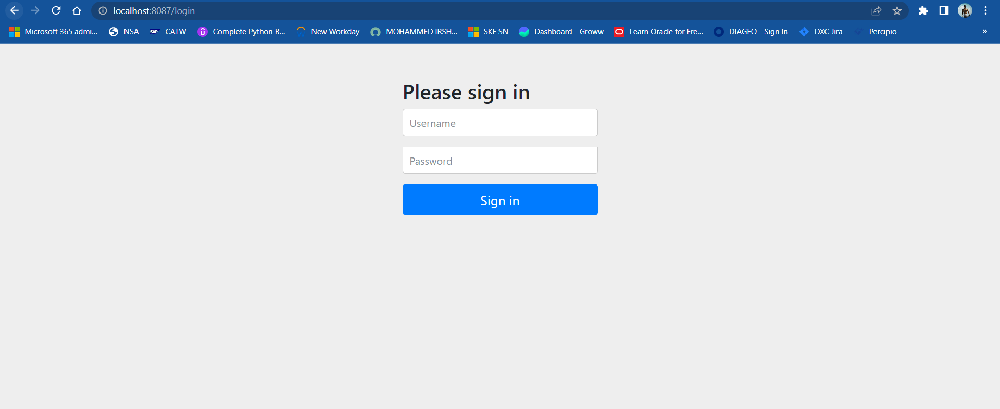 localhost:8087/login
Microsoft 365 admi... NSA SAP CATW Complete Python B... New Workday MOHAMMED IRSH... SKF SN Dashboard - Groww Learn Oracle for Fre... DIAGEO - Sign In DXC Jira Percipio »
Please sign in
Username
Password
Sign in